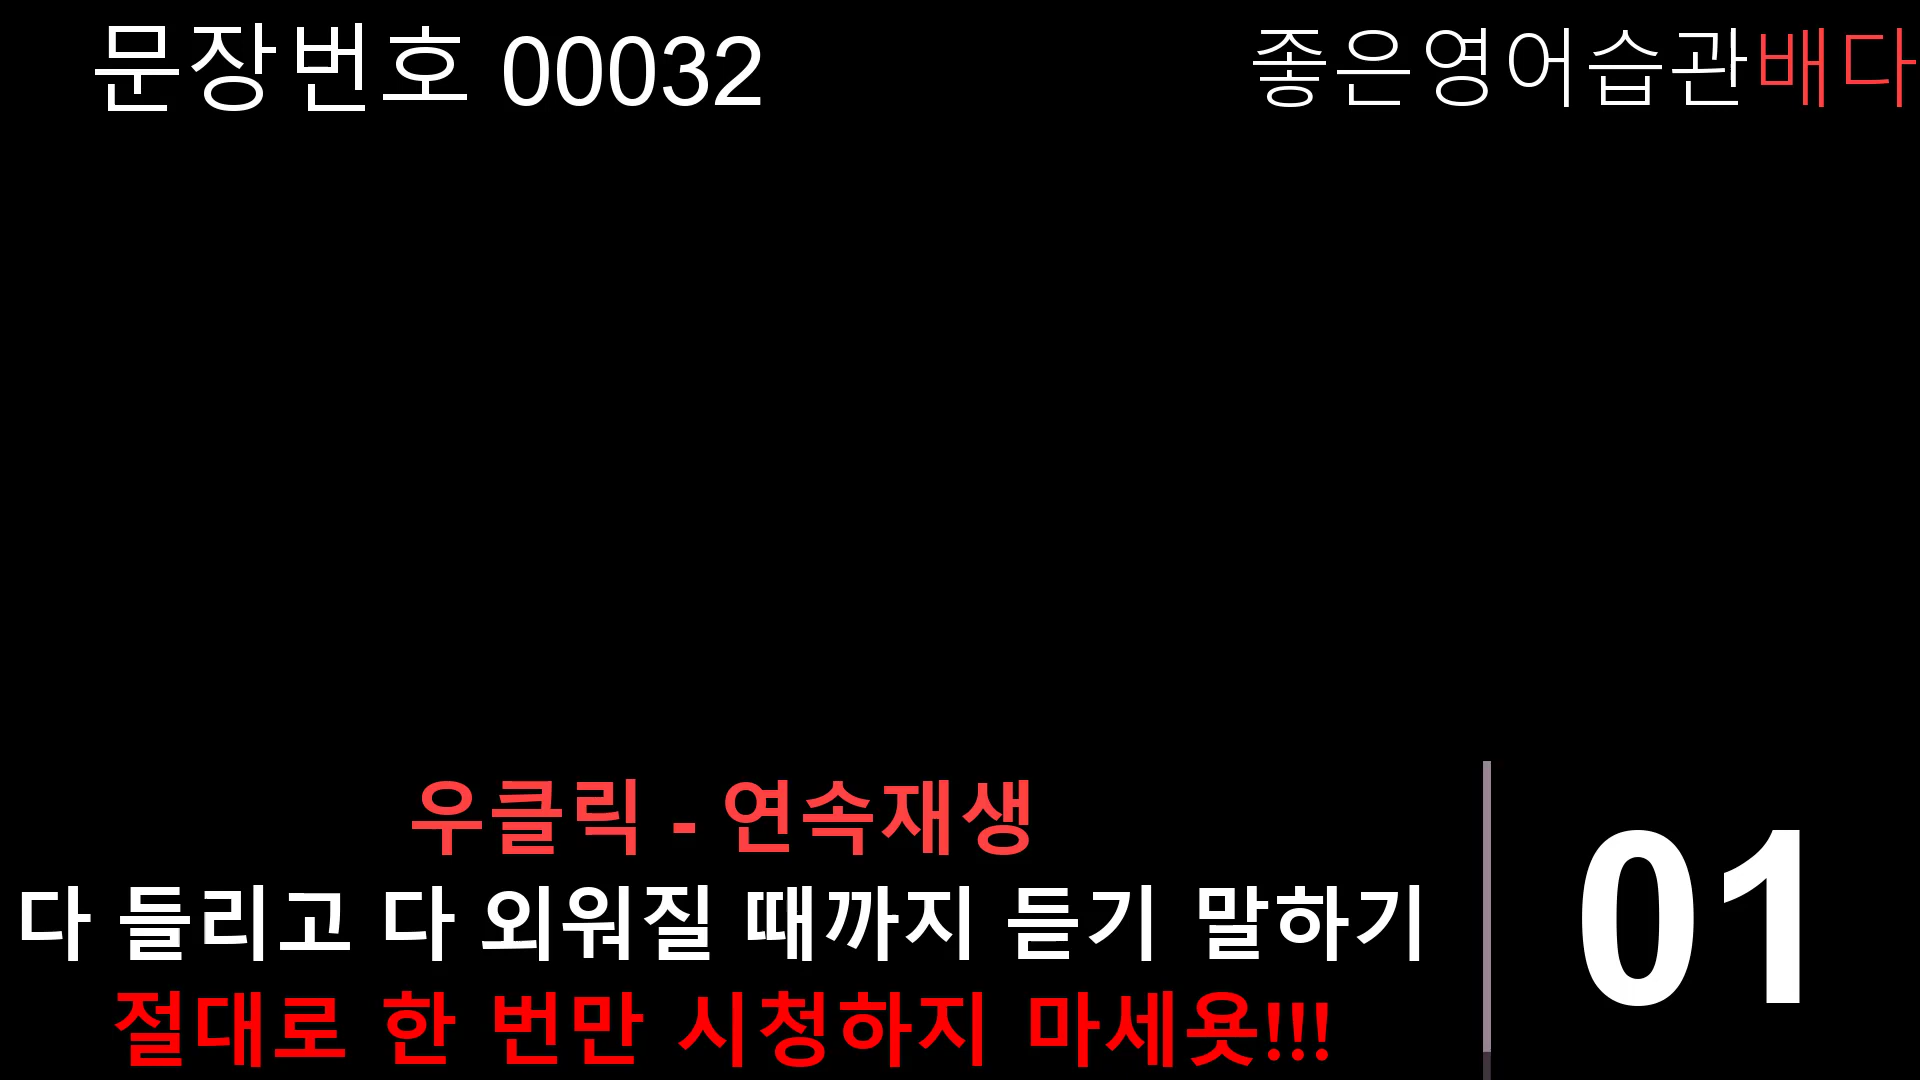 문장번호 00032
좋은영어습관배다
우클릭 - 연속재생
다 들리고 다 외워질 때까지 듣기 말하기
절대로 한 번만 시청하지 마세욧!!!
01